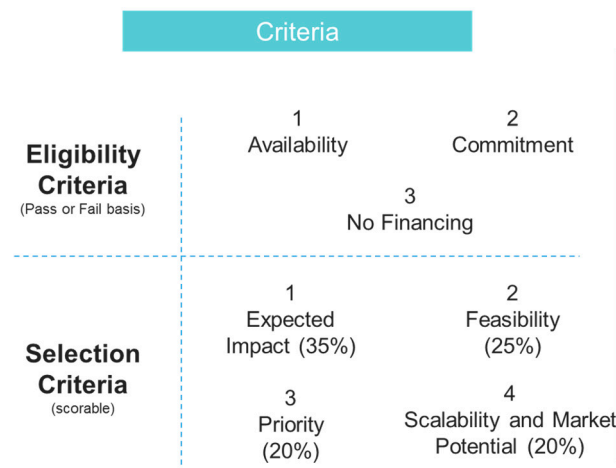 Criteria
Eligibility
Criteria
(Pass or Fail basis)
1
Availability
2
Commitment
3
No Financing
Selection
Criteria
(scorable)
1
Expected
Impact (35%)
2
Feasibility
(25%)
3
Priority
(20%)
4
Scalability and Market
Potential (20%)